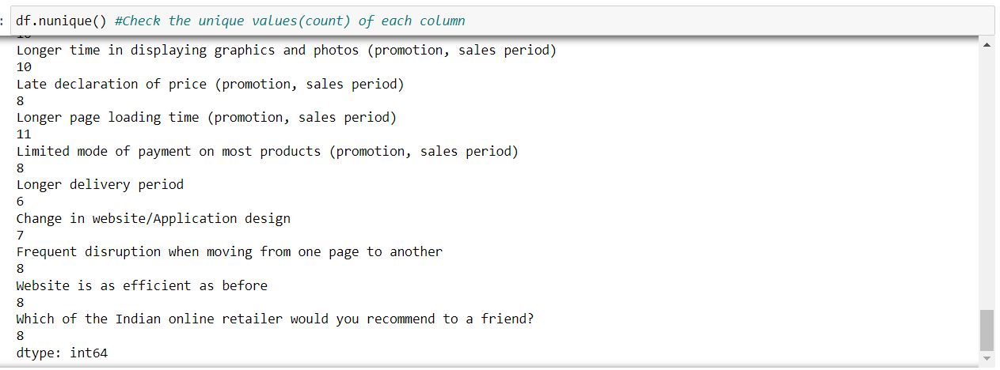 : df.nunique() #Check the unique values(count) of each column
Longer time in displaying graphics and photos (promotion, sales period)
10
Late declaration of price (promotion, sales period)
8
Longer page loading time (promotion, sales period)
11
Limited mode of payment on most products (promotion, sales period)
8
Longer delivery period
6
Change in website/Application design
7
Frequent disruption when moving from one page to another
8
Website is as efficient as before
8
Which of the Indian online retailer would you recommend to a friend?
8
dtype: int64